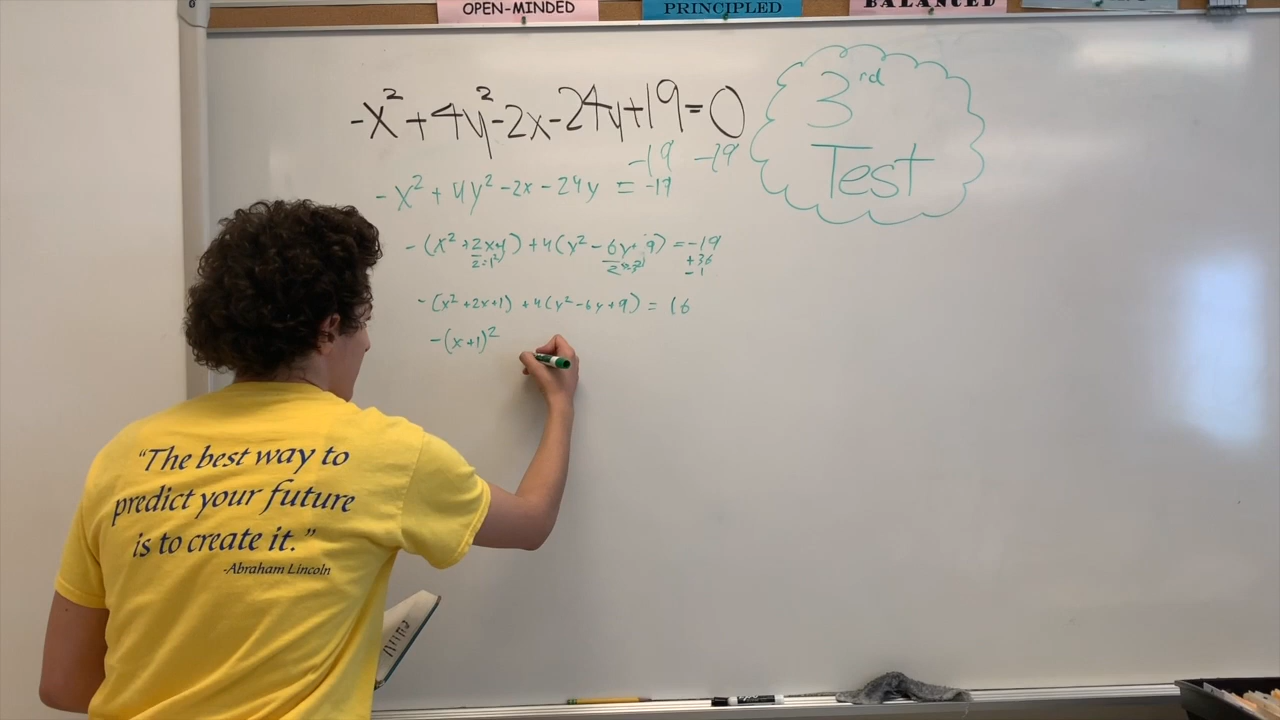 OPEN-MINDED
PRINCIPLED
BALANCED
-x² + 4y² - 2x - 24y + 19 = 0
-19 -19
3rd
Test
-x² + 4y² - 2x - 24y = -19
-(x² + 2x+1) + 4(y² - 6y+9) = -19
+36
-1
-(x² + 2x + 1) + 4(y² - 6y + 9) = 16
-(x+1)²
"The best way to
predict your future
is to create it."
-Abraham Lincoln